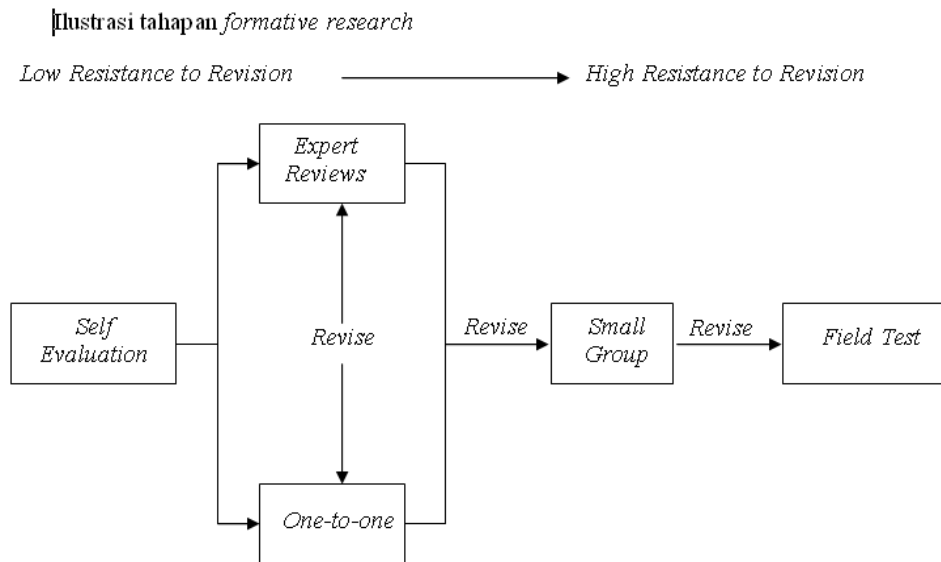 Ilustrasi tahapan formative research
Low Resistance to Revision
High Resistance to Revision
Expert
Reviews
Self
Evaluation
Revise
Revise
Small
Group
Revise
Field Test
One-to-one